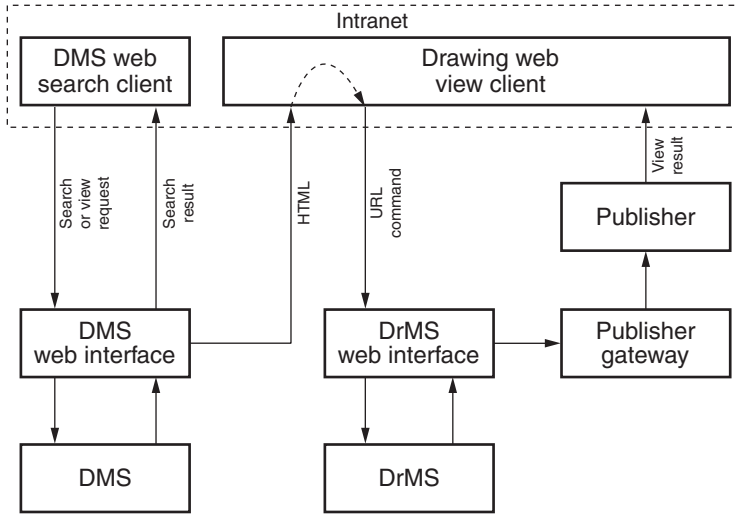 Intranet
DMS web
search client
Drawing web
view client
Search
or view
request
Search
result
HTML
URL
command
View
result
Publisher
DMS
web interface
DrMS
web interface
Publisher
gateway
DMS
DrMS